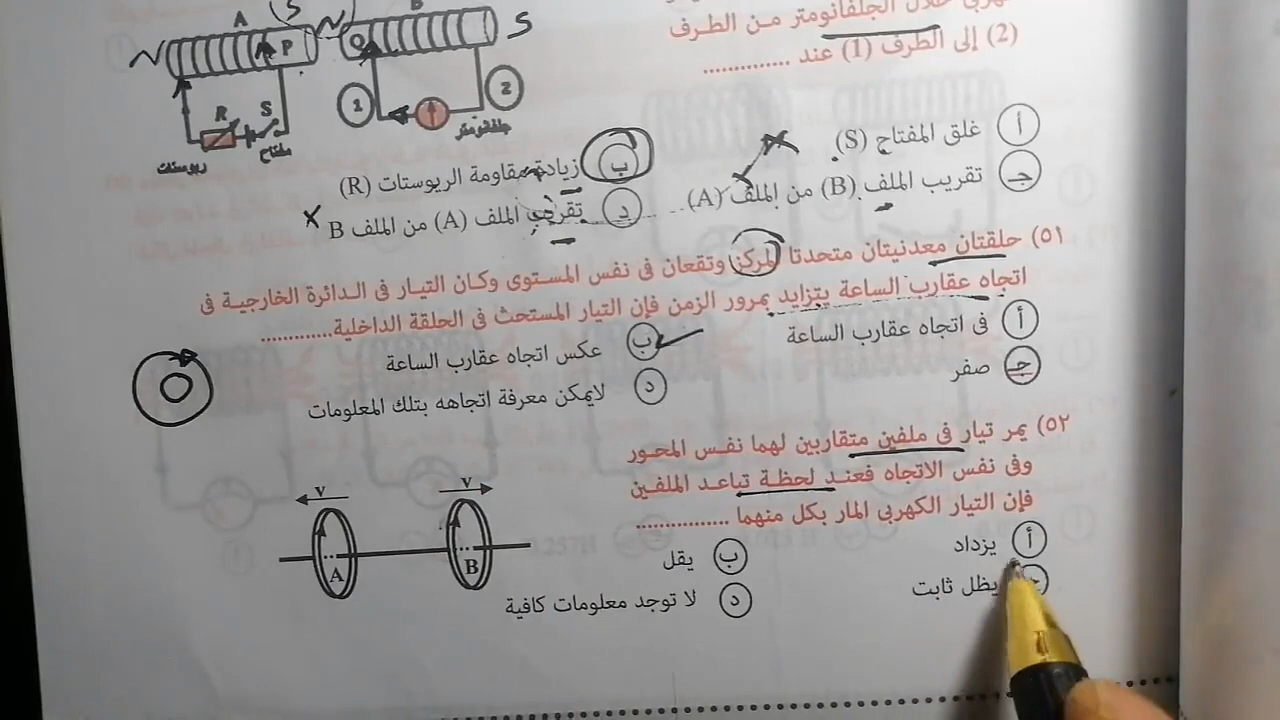 خلال الجلفانومتر من الطرف
(2) إلى الطرف (1) عند ..............
A
(S
N
P
Q
S
R
S
ريوستات
مفتاح
1
2
جلفانومتر
أ غلق المفتاح (S)
ب زيادة مقاومة الريوستات (R)
جـ تقريب الملف (B) من الملف (A)
د تقريب الملف (A) من الملف B
٥١) حلقتان معدنيتان متحدتا المركز وتقعان فى نفس المستوى وكان التيار فى الدائرة الخارجية فى
اتجاه عقارب الساعة يتزايد بمرور الزمن فإن التيار المستحث فى الحلقة الداخلية..............
أ فى اتجاه عقارب الساعة
ب عكس اتجاه عقارب الساعة
جـ صفر
د لايمكن معرفة اتجاهه بتلك المعلومات
٥٢) يمر تيار فى ملفين متقاربين لهما نفس المحور
وفى نفس الاتجاه فعند لحظة تباعد الملفين
فإن التيار الكهربى المار بكل منهما ................
أ يزداد
ب يقل
يظل ثابت
د لا توجد معلومات كافية
v
v
A
B